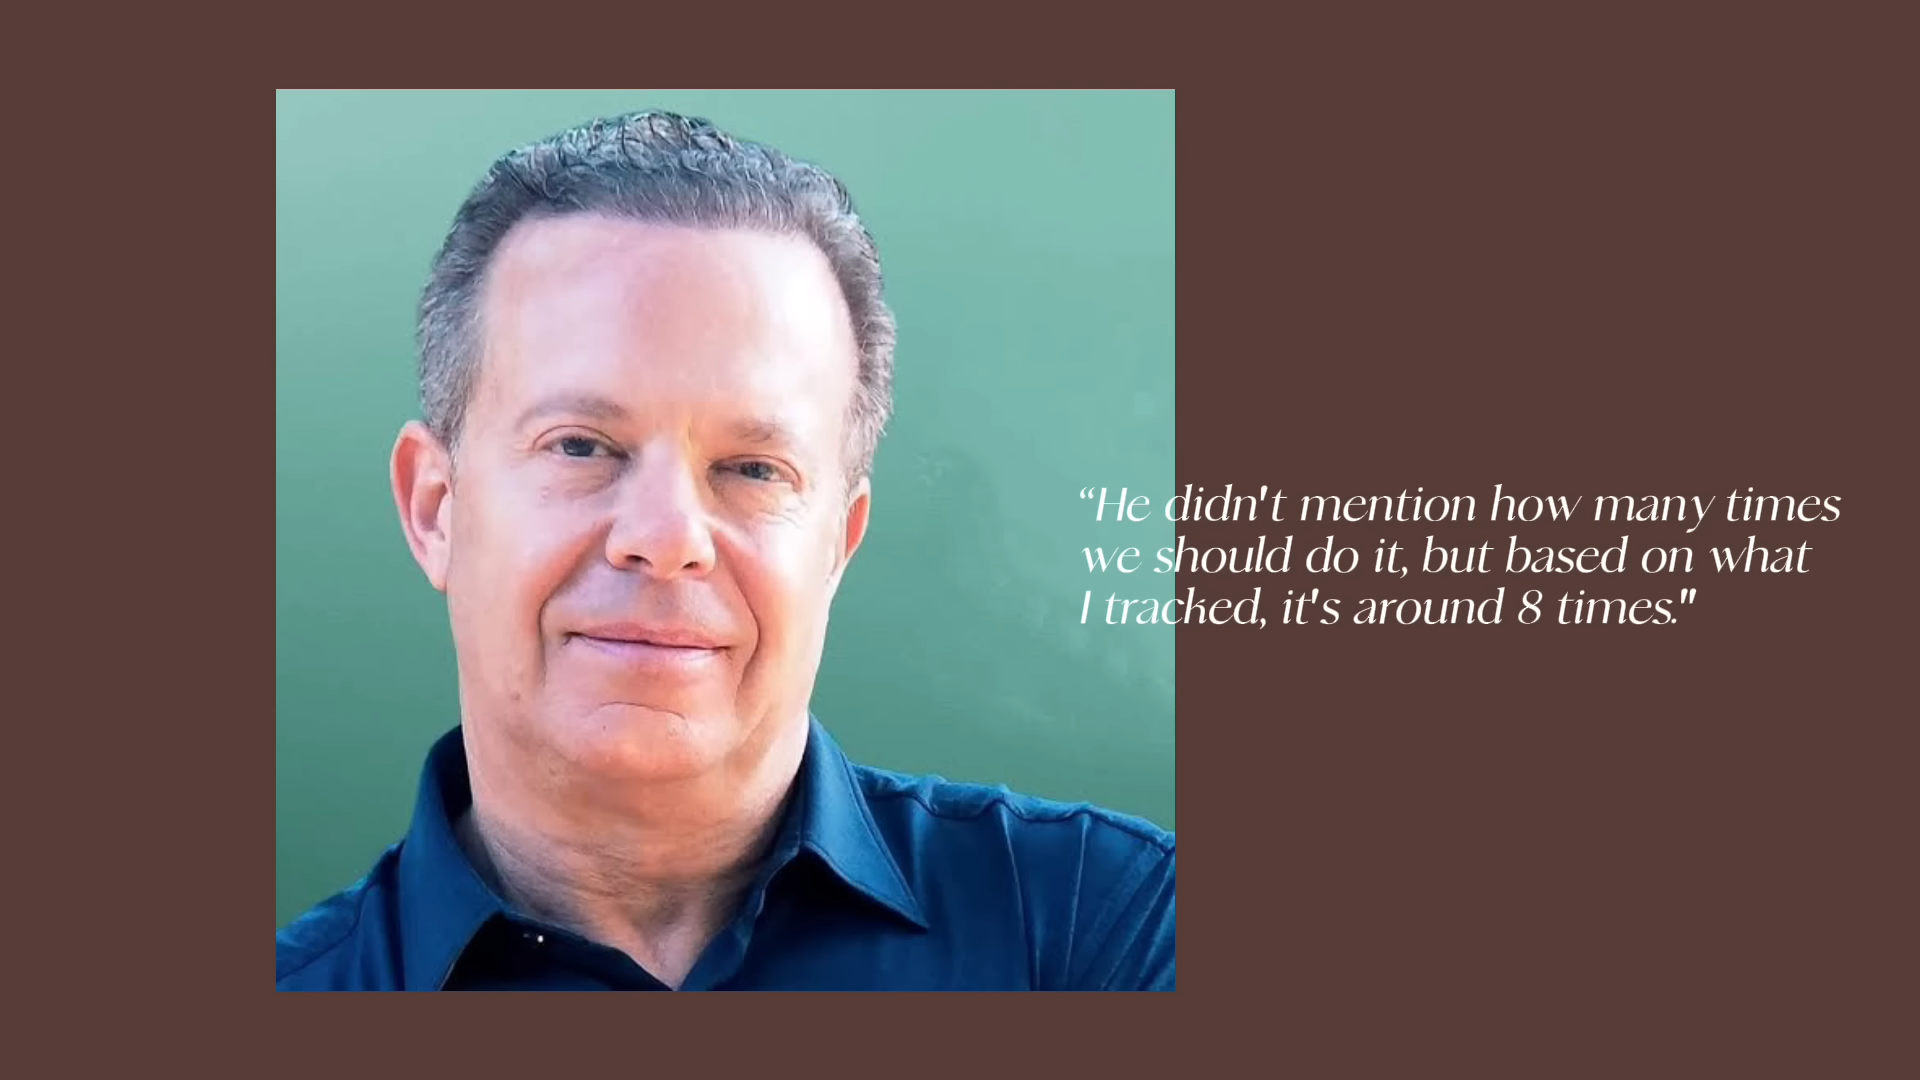 “He didn't mention how many times
we should do it, but based on what
I tracked, it's around 8 times."